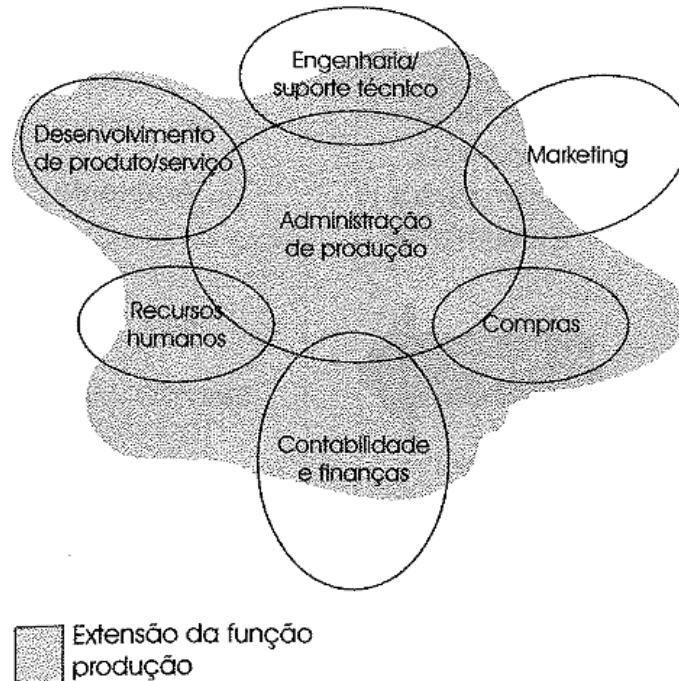 Engenharia/
suporte técnico
Desenvolvimento
de produto/serviço
Marketing
Administração
de produção
Recursos
humanos
Compras
Contabilidade
e finanças
Extensão da função
produção